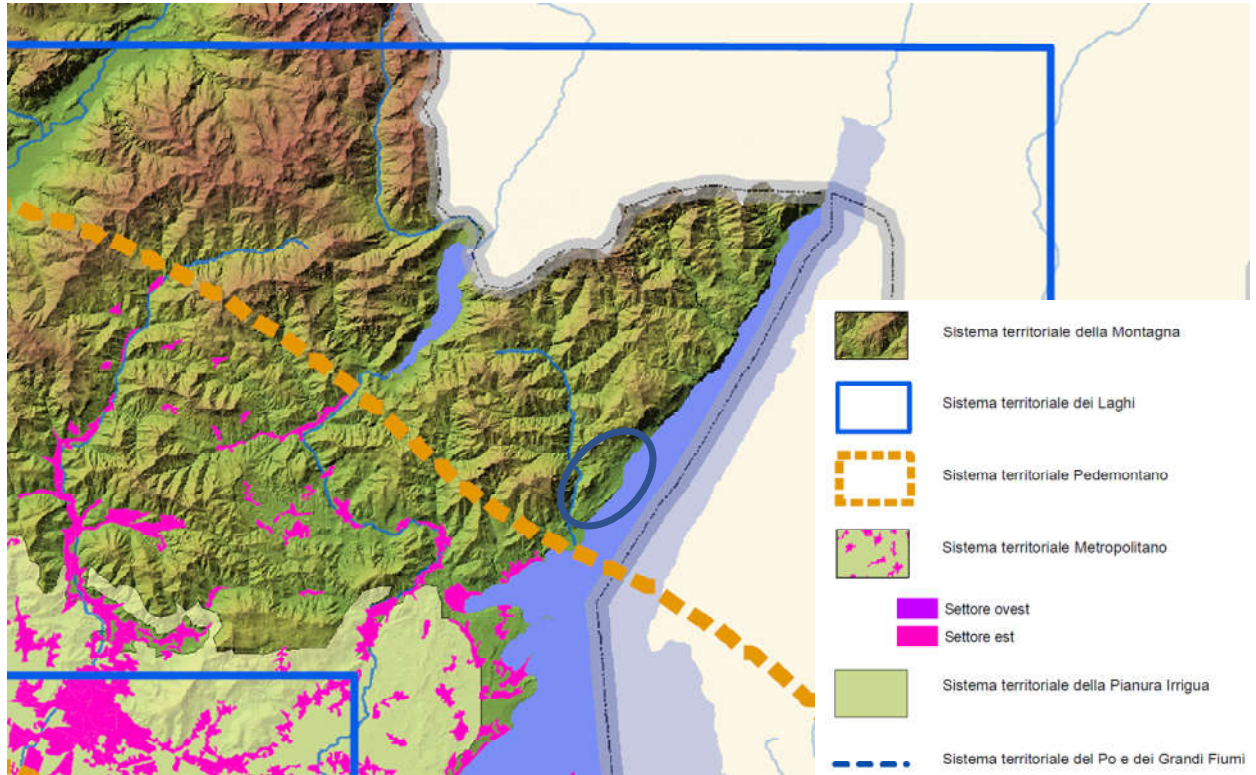 Sistema territoriale della Montagna
Sistema territoriale dei Laghi
Sistema territoriale Pedemontano
Sistema territoriale Metropolitano
Settore ovest
Settore est
Sistema territoriale della Pianura Irrigua
Sistema territoriale del Po e dei Grandi Fiumi